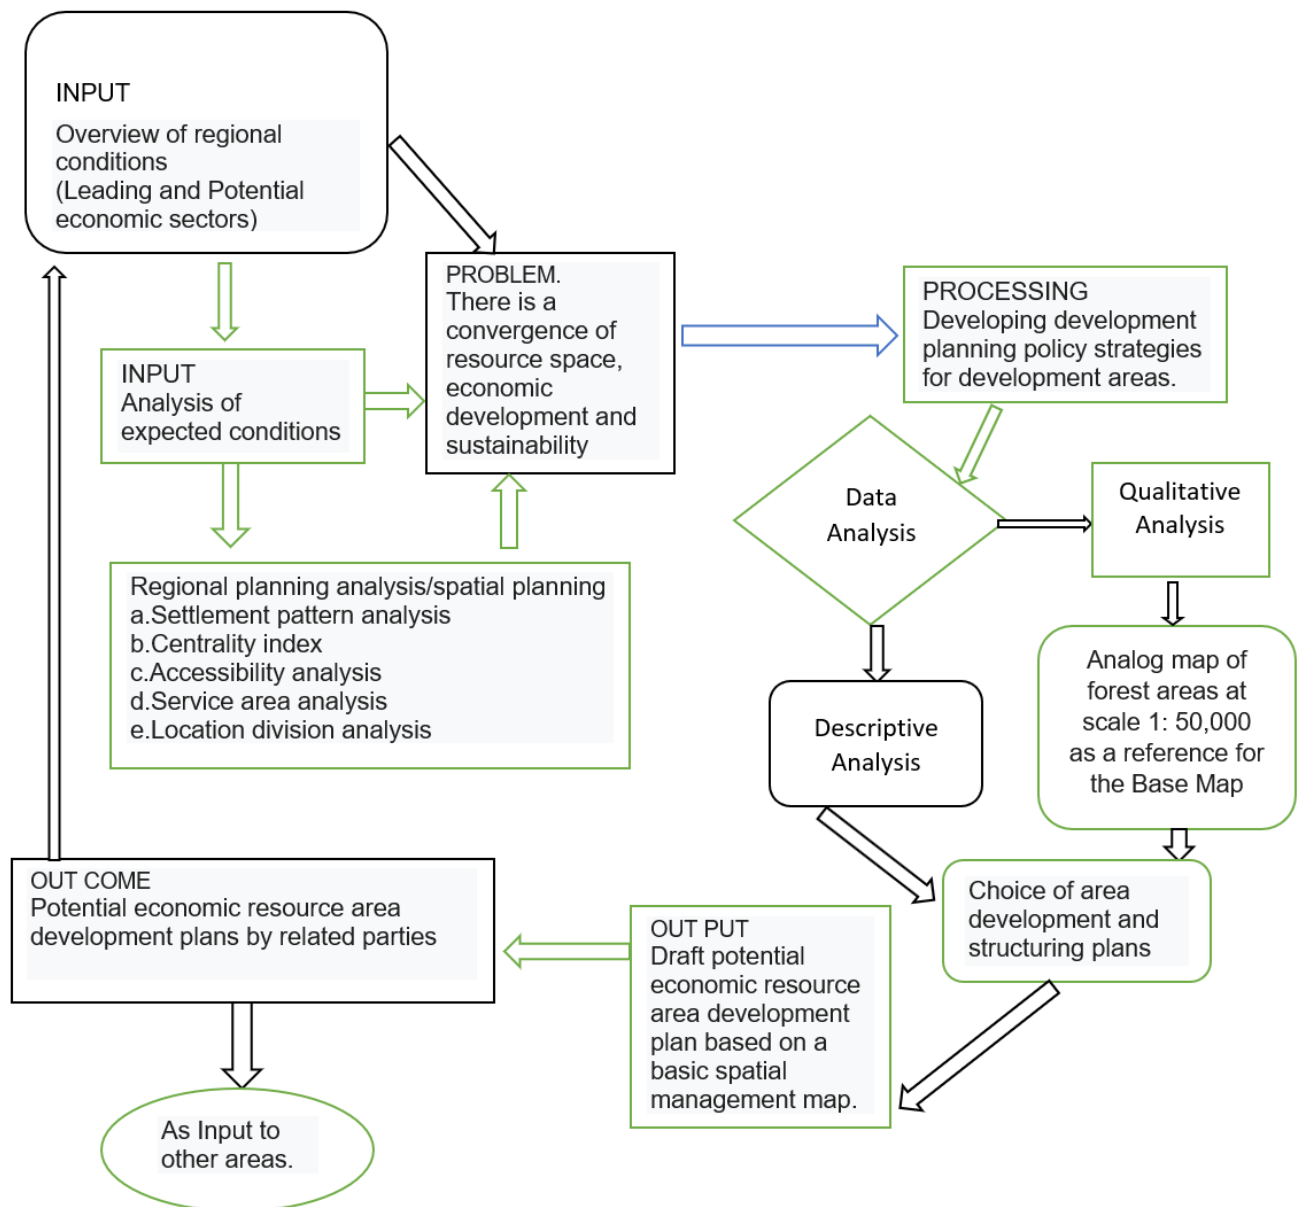 INPUT
Overview of regional
conditions
(Leading and Potential
economic sectors)
PROBLEM.
There is a
convergence of
resource space,
economic
development and
sustainability
PROCESSING
Developing development
planning policy strategies
for development areas.
INPUT
Analysis of
expected conditions
Data
Analysis
Qualitative
Analysis
Regional planning analysis/spatial planning
a.Settlement pattern analysis
b.Centrality index
c.Accessibility analysis
d.Service area analysis
e.Location division analysis
Descriptive
Analysis
Analog map of
forest areas at
scale 1: 50,000
as a reference for
the Base Map
Choice of area
development and
structuring plans
OUT PUT
Draft potential
economic resource
area development
plan based on a
basic spatial
management map.
OUT COME
Potential economic resource area
development plans by related parties
As Input to
other areas.